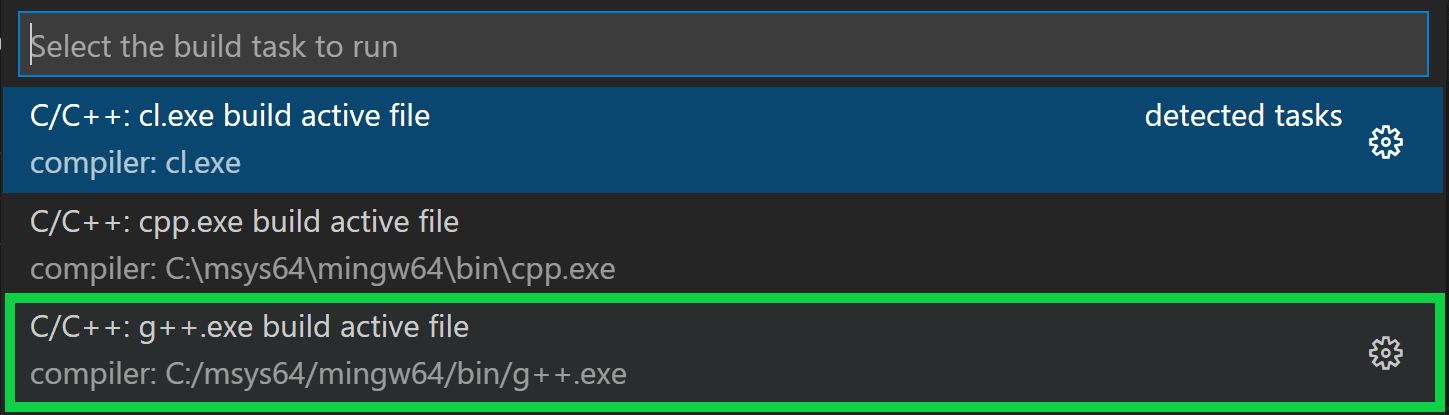 Select the build task to run
C/C++: cl.exe build active file
detected tasks
compiler: cl.exe
C/C++: cpp.exe build active file
compiler: C:\msys64\mingw64\bin\cpp.exe
C/C++: g++.exe build active file
compiler: C:/msys64/mingw64/bin/g++.exe